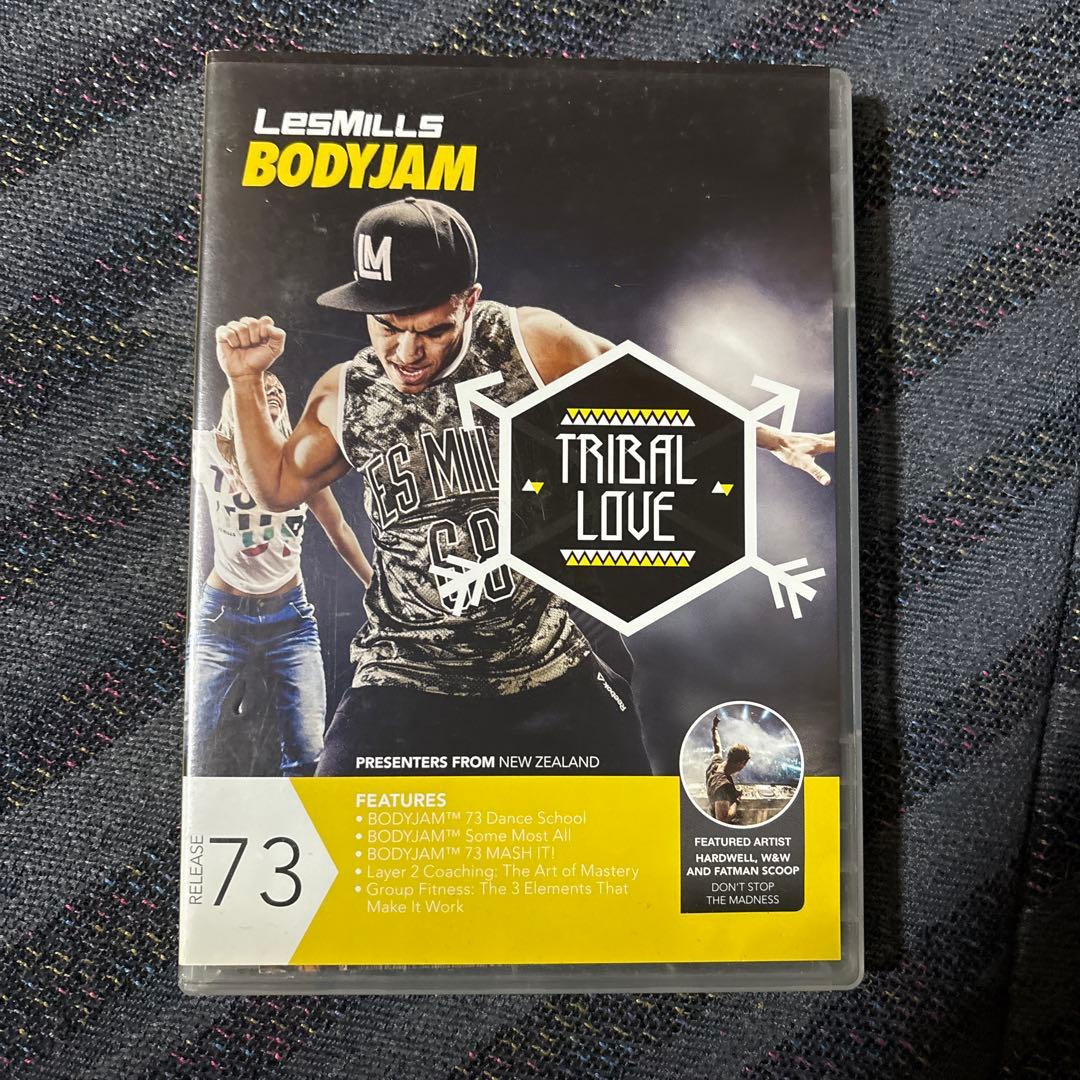 LESMILLS
BODYJAM
LM
ES MIL
68
TRIBAL
LOVE
Reebok
PRESENTERS FROM NEW ZEALAND
FEATURES
• BODYJAM™ 73 Dance School
• BODYJAM™ Some Most All
• BODYJAM™ 73 MASH IT!
• Layer 2 Coaching: The Art of Mastery
• Group Fitness: The 3 Elements That
Make It Work
RELEASE
73
FEATURED ARTIST
HARDWELL, W&W
AND FATMAN SCOOP
DON'T STOP
THE MADNESS